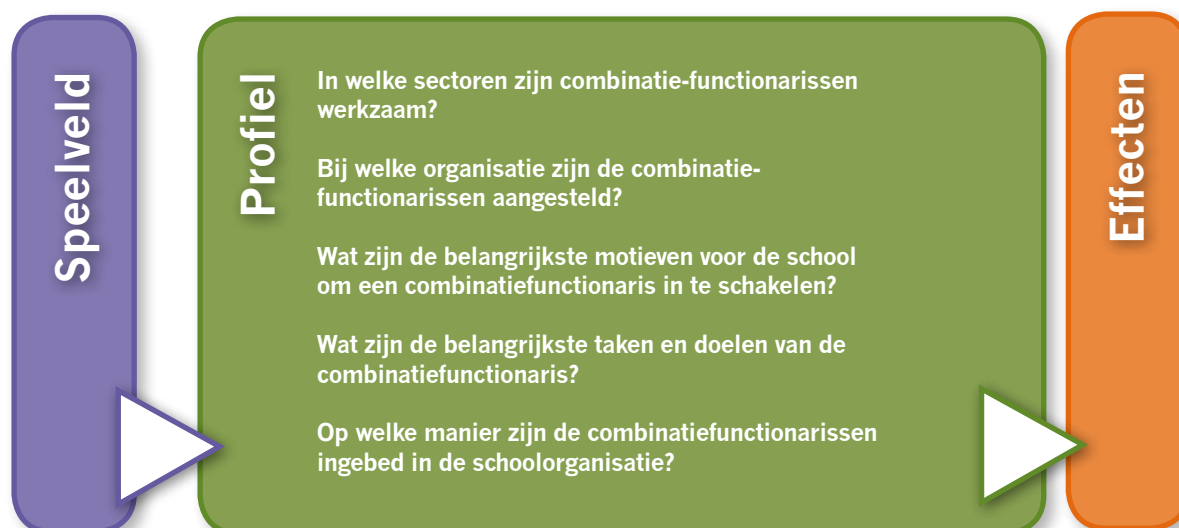 Speelveld
Profiel
In welke sectoren zijn combinatie-functionarissen
werkzaam?
Bij welke organisatie zijn de combinatie-
functionarissen aangesteld?
Wat zijn de belangrijkste motieven voor de school
om een combinatiefunctionaris in te schakelen?
Wat zijn de belangrijkste taken en doelen van de
combinatiefunctionaris?
Op welke manier zijn de combinatiefunctionarissen
ingebed in de schoolorganisatie?
Effecten